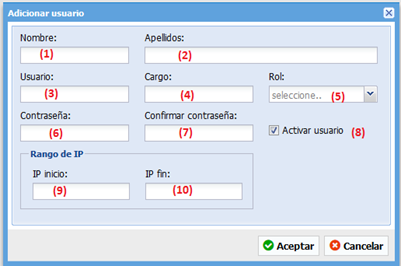 Adicionar usuario
Nombre: Apellidos:
(1) (2)
Usuario: Cargo: Rol:
(3) (4) seleccione.. (5)
Contraseña: Confirmar contraseña:
(6) (7) Activar usuario (8)
Rango de IP
IP inicio: IP fin:
(9) (10)
Aceptar Cancelar